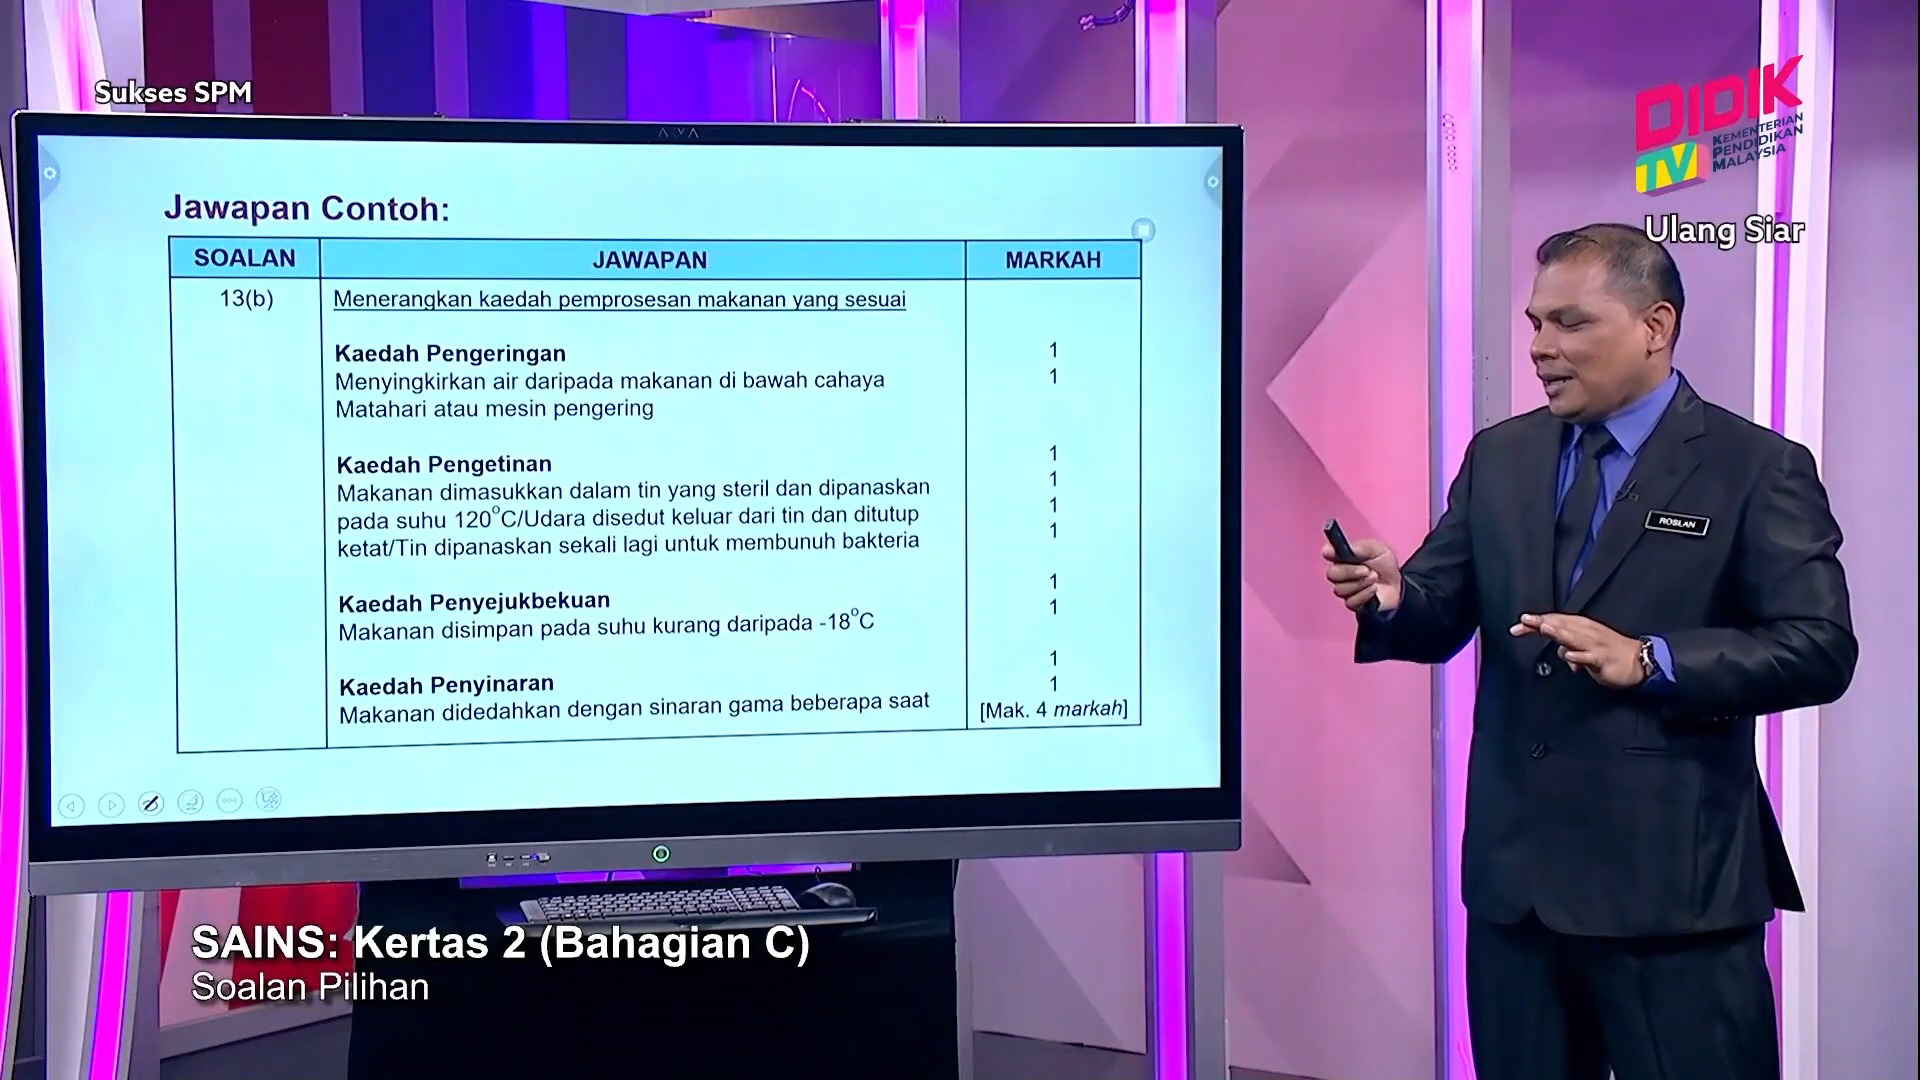 Sukses SPM
DIDIK
TV
KEMENTERIAN
PENDIDIKAN
MALAYSIA
Ulang Siar
Jawapan Contoh:
SOALAN JAWAPAN MARKAH
13(b) Menerangkan kaedah pemprosesan makanan yang sesuai
Kaedah Pengeringan 1
Menyingkirkan air daripada makanan di bawah cahaya 1
Matahari atau mesin pengering
Kaedah Pengetinan 1
Makanan dimasukkan dalam tin yang steril dan dipanaskan 1
pada suhu 120°C/Udara disedut keluar dari tin dan ditutup 1
ketat/Tin dipanaskan sekali lagi untuk membunuh bakteria 1
Kaedah Penyejukbekuan 1
Makanan disimpan pada suhu kurang daripada -18°C 1
Kaedah Penyinaran 1
Makanan didedahkan dengan sinaran gama beberapa saat 1
[Mak. 4 markah]
ROSLAN
SAINS: Kertas 2 (Bahagian C)
Soalan Pilihan